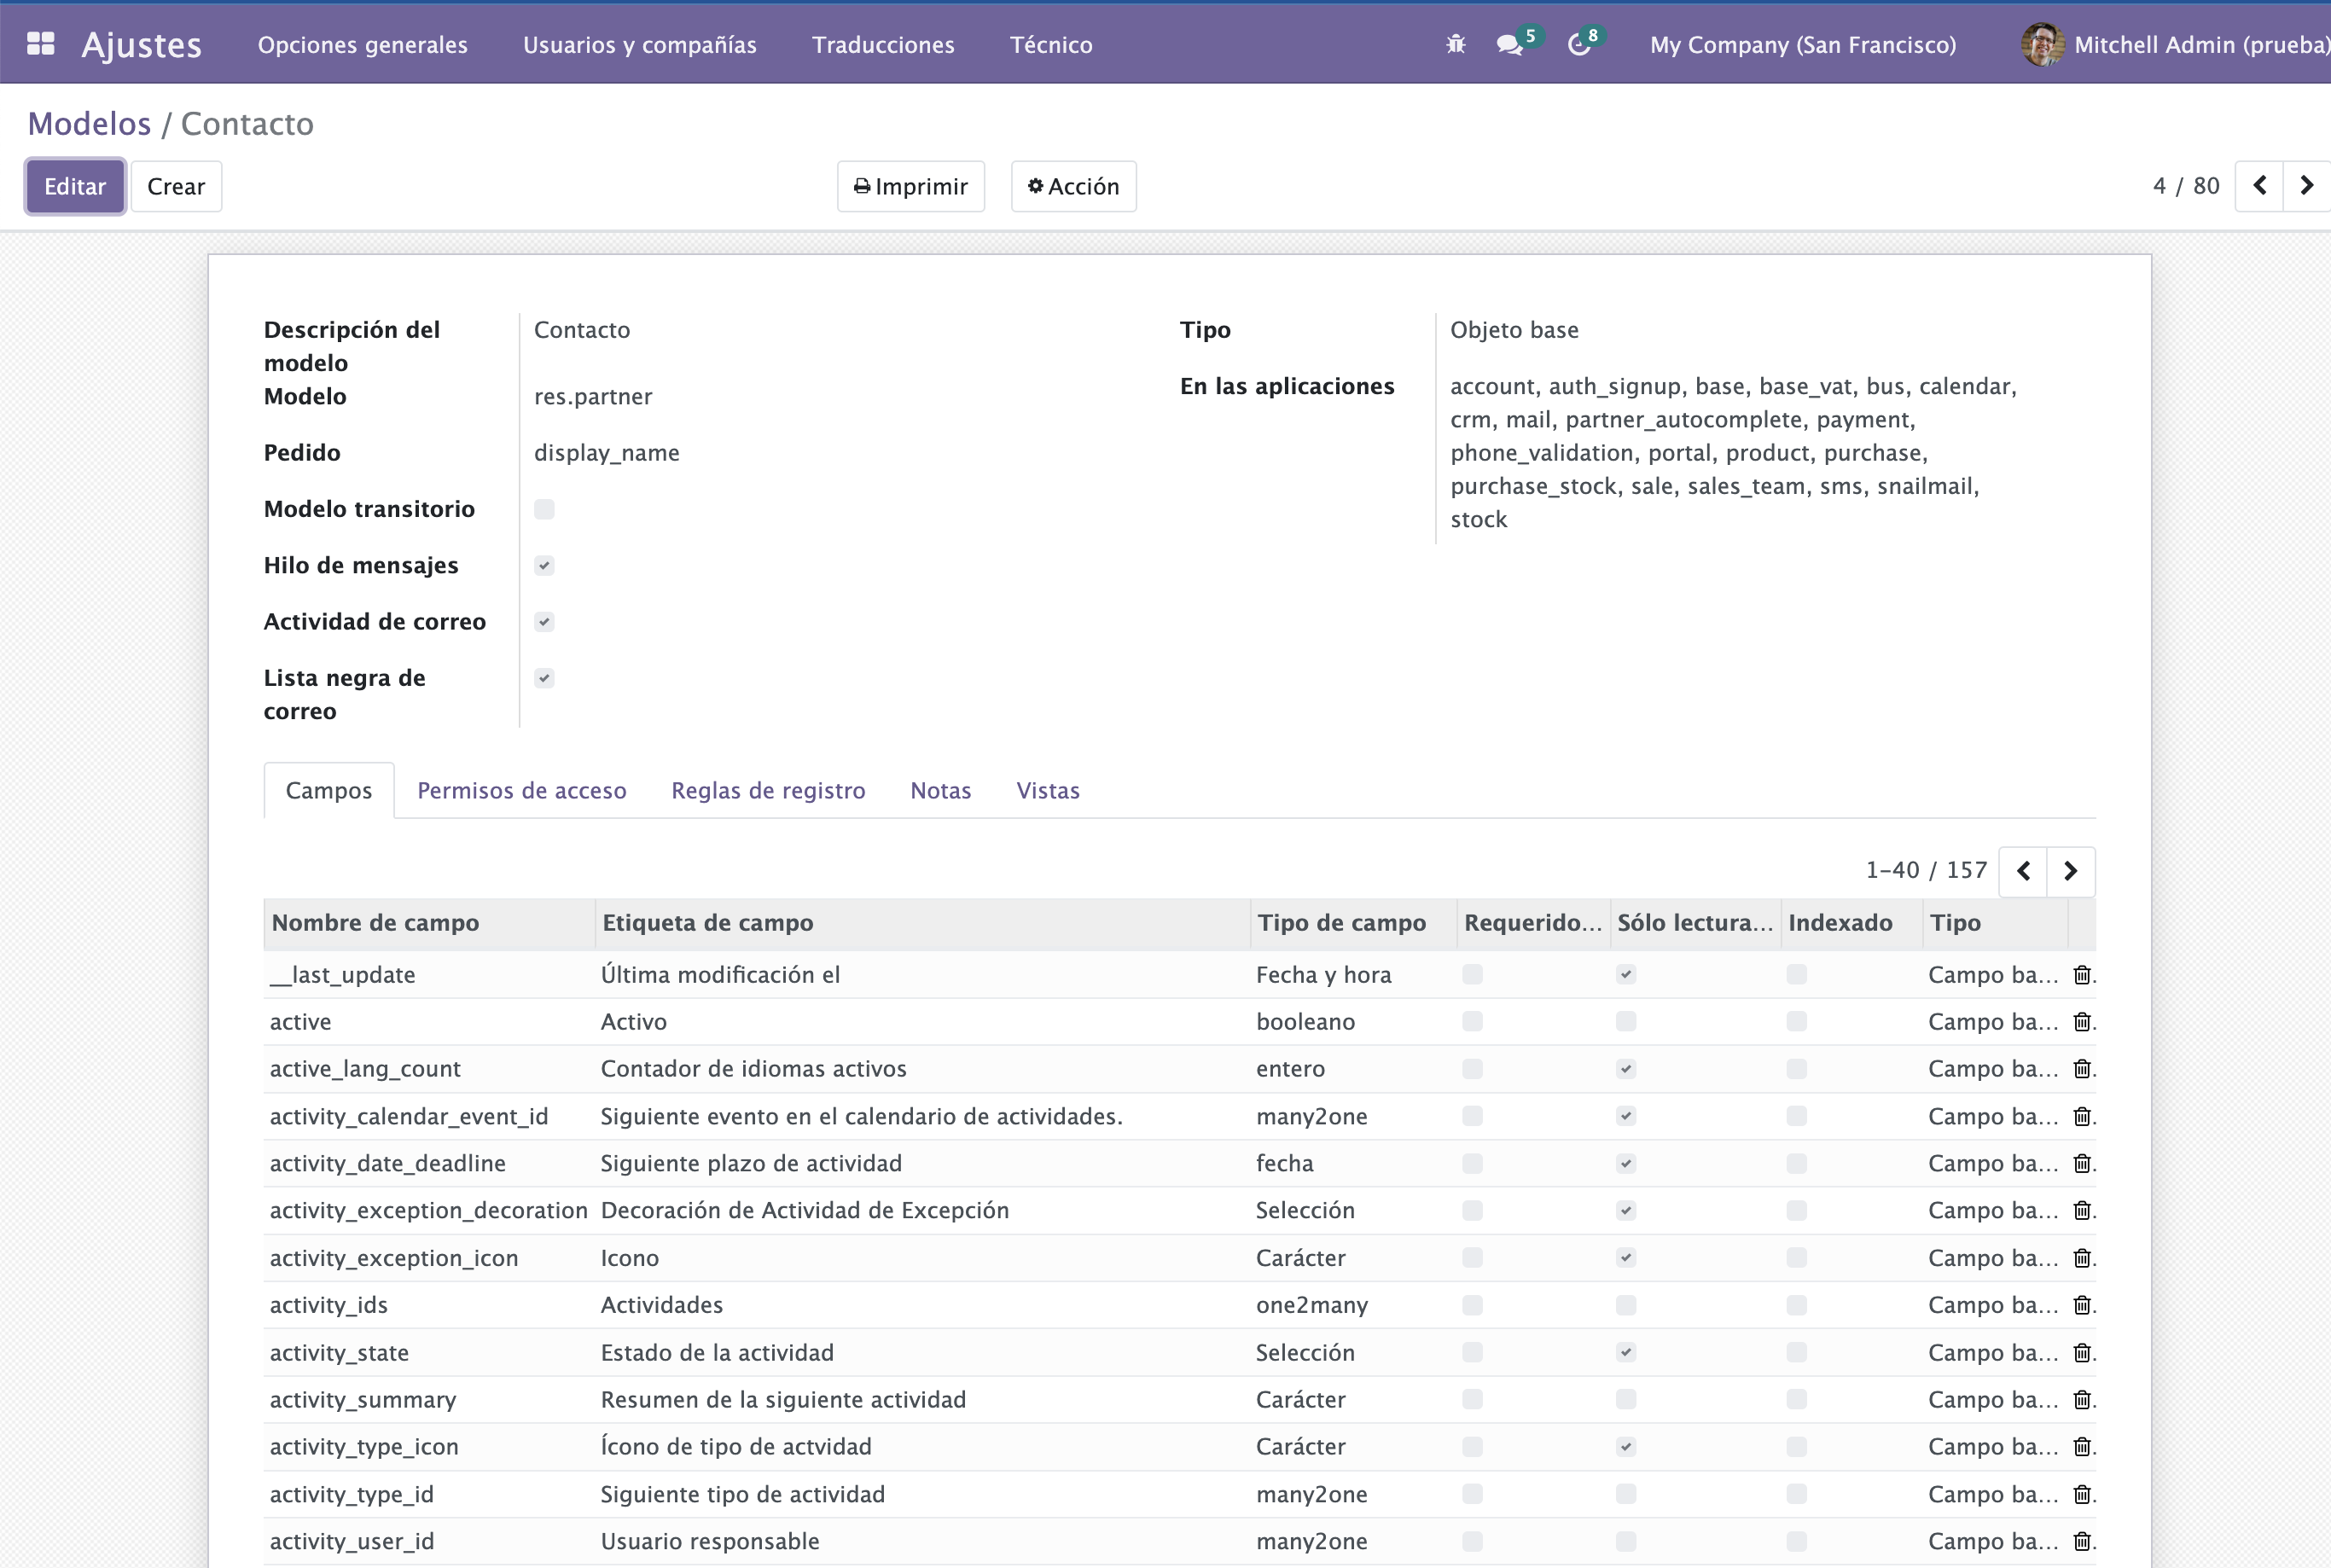 Ajustes Opciones generales Usuarios y compañías Traducciones Técnico 5 8 My Company (San Francisco) Mitchell Admin (prueba)
Modelos / Contacto
Editar Crear Imprimir Acción 4 / 80
Descripción del modelo Contacto
Modelo res.partner
Pedido display_name
Modelo transitorio
Hilo de mensajes
Actividad de correo
Lista negra de correo
Tipo Objeto base
En las aplicaciones account, auth_signup, base, base_vat, bus, calendar,
crm, mail, partner_autocomplete, payment,
phone_validation, portal, product, purchase,
purchase_stock, sale, sales_team, sms, snailmail,
stock
Campos Permisos de acceso Reglas de registro Notas Vistas
1-40 / 157
Nombre de campo Etiqueta de campo Tipo de campo Requerido... Sólo lectura... Indexado Tipo
__last_update Última modificación el Fecha y hora Campo ba...
active Activo booleano Campo ba...
active_lang_count Contador de idiomas activos entero Campo ba...
activity_calendar_event_id Siguiente evento en el calendario de actividades. many2one Campo ba...
activity_date_deadline Siguiente plazo de actividad fecha Campo ba...
activity_exception_decoration Decoración de Actividad de Excepción Selección Campo ba...
activity_exception_icon Icono Carácter Campo ba...
activity_ids Actividades one2many Campo ba...
activity_state Estado de la actividad Selección Campo ba...
activity_summary Resumen de la siguiente actividad Carácter Campo ba...
activity_type_icon Ícono de tipo de actvidad Carácter Campo ba...
activity_type_id Siguiente tipo de actividad many2one Campo ba...
activity_user_id Usuario responsable many2one Campo ba...